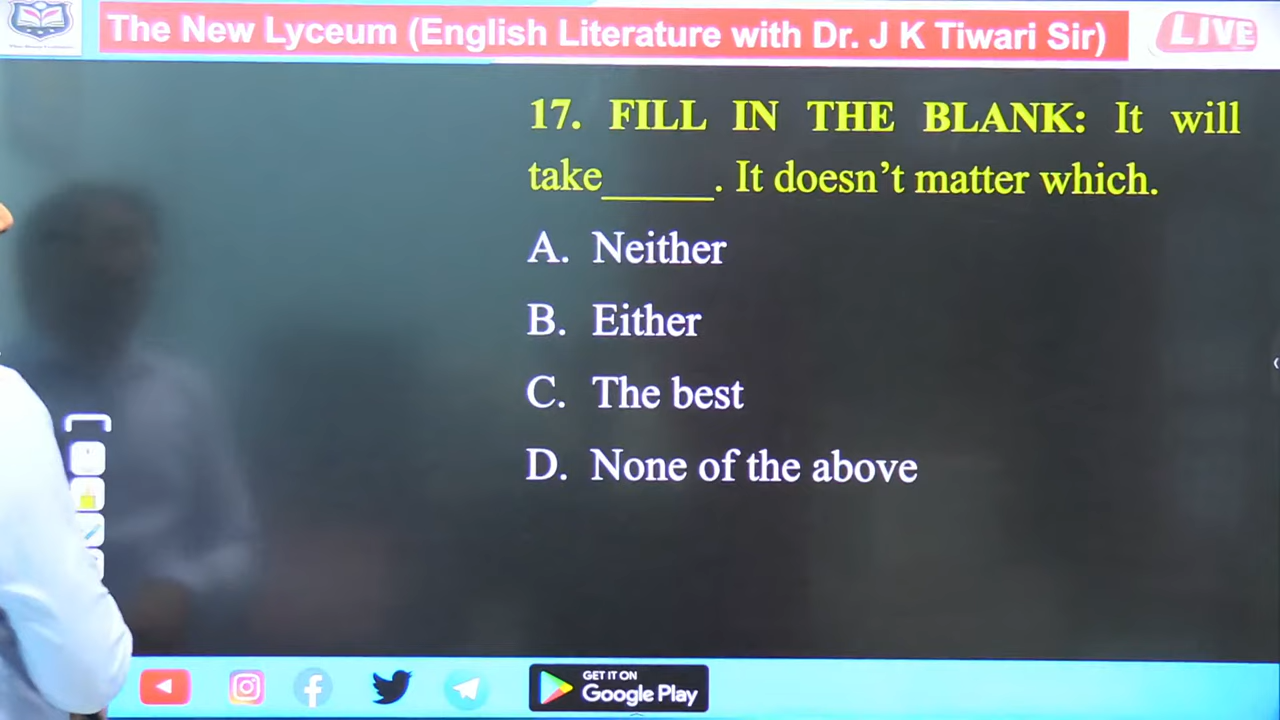 The New Lyceum (English Literature with Dr. J K Tiwari Sir)
LIVE
17. FILL IN THE BLANK: It will
take_____. It doesn’t matter which.
A. Neither
B. Either
C. The best
D. None of the above
GET IT ON
Google Play